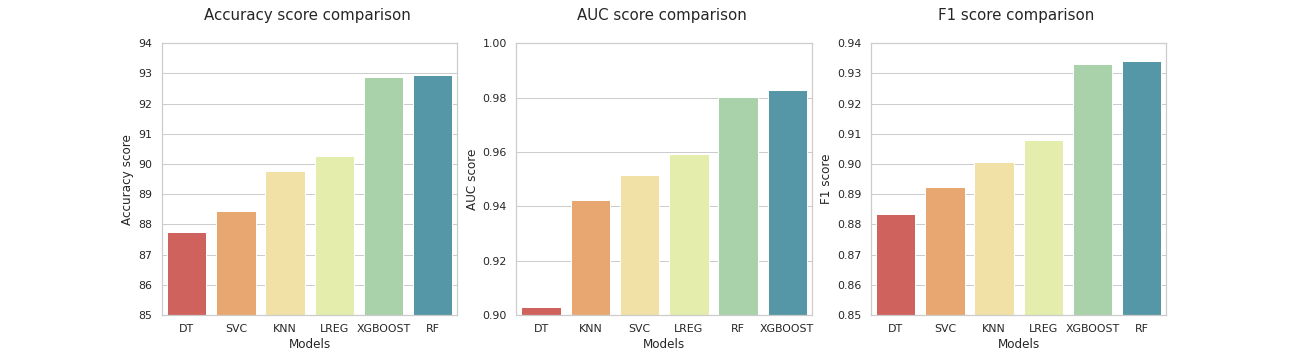 Accuracy score comparison
94
93
92
91
90
89
88
87
86
85
Accuracy score
DT SVC KNN LREG XGBOOST RF
Models
AUC score comparison
1.00
0.98
0.96
0.94
0.92
0.90
AUC score
DT KNN SVC LREG RF XGBOOST
Models
F1 score comparison
0.94
0.93
0.92
0.91
0.90
0.89
0.88
0.87
0.86
0.85
F1 score
DT SVC KNN LREG XGBOOST RF
Models